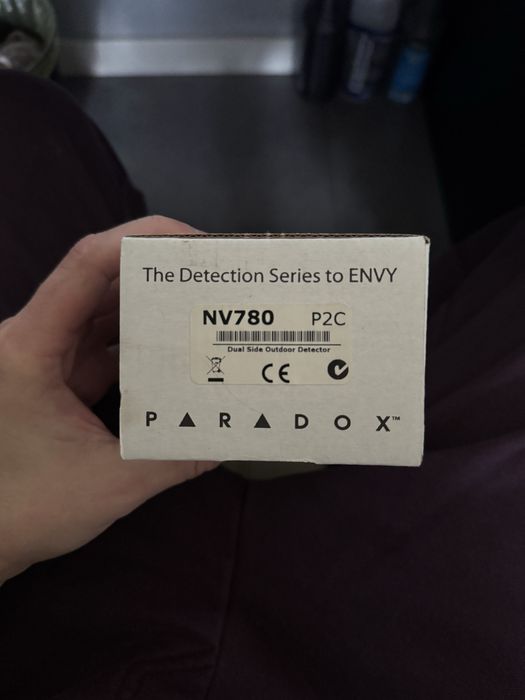 The Detection Series to ENVY
NV780 P2C
Dual Side Outdoor Detector
CE
PARADOX™